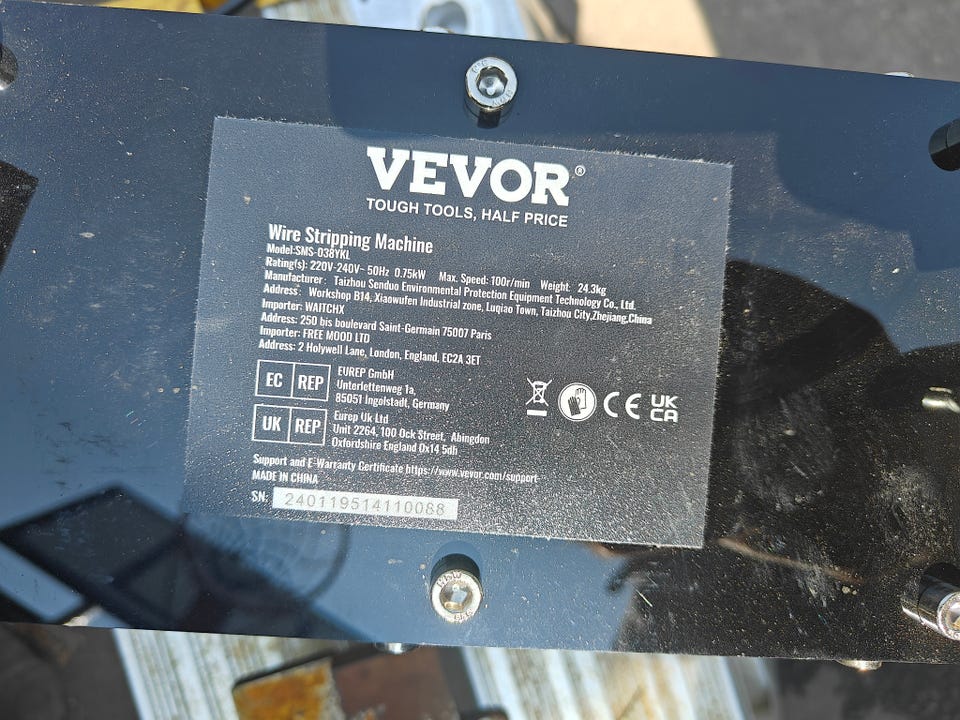 VEVOR®
TOUGH TOOLS, HALF PRICE
Wire Stripping Machine
Model:SMS-038YKL
Rating(s): 220V-240V~ 50Hz 0.75kW Max. Speed: 100r/min Weight: 24.3kg
Manufacturer: Taizhou Senduo Environmental Protection Equipment Technology Co., Ltd.
Address: Workshop B14, Xiaowufen Industrial zone, Luqiao Town, Taizhou City,Zhejiang,China
Importer: WAITCHX
Address: 250 bis boulevard Saint-Germain 75007 Paris
Importer: FREE MOOD LTD
Address: 2 Holywell Lane, London, England, EC2A 3ET
EC REP
EUREP GmbH
Unterlettenweg 1a,
85051 Ingolstadt, Germany
UK REP
Eurep Uk Ltd
Unit 2264, 100 Ock Street, Abingdon
Oxfordshire England Ox14 5dh
CE
UK
CA
Support and E-Warranty Certificate https://www.vevor.com/support
MADE IN CHINA
SN: 240119514110088